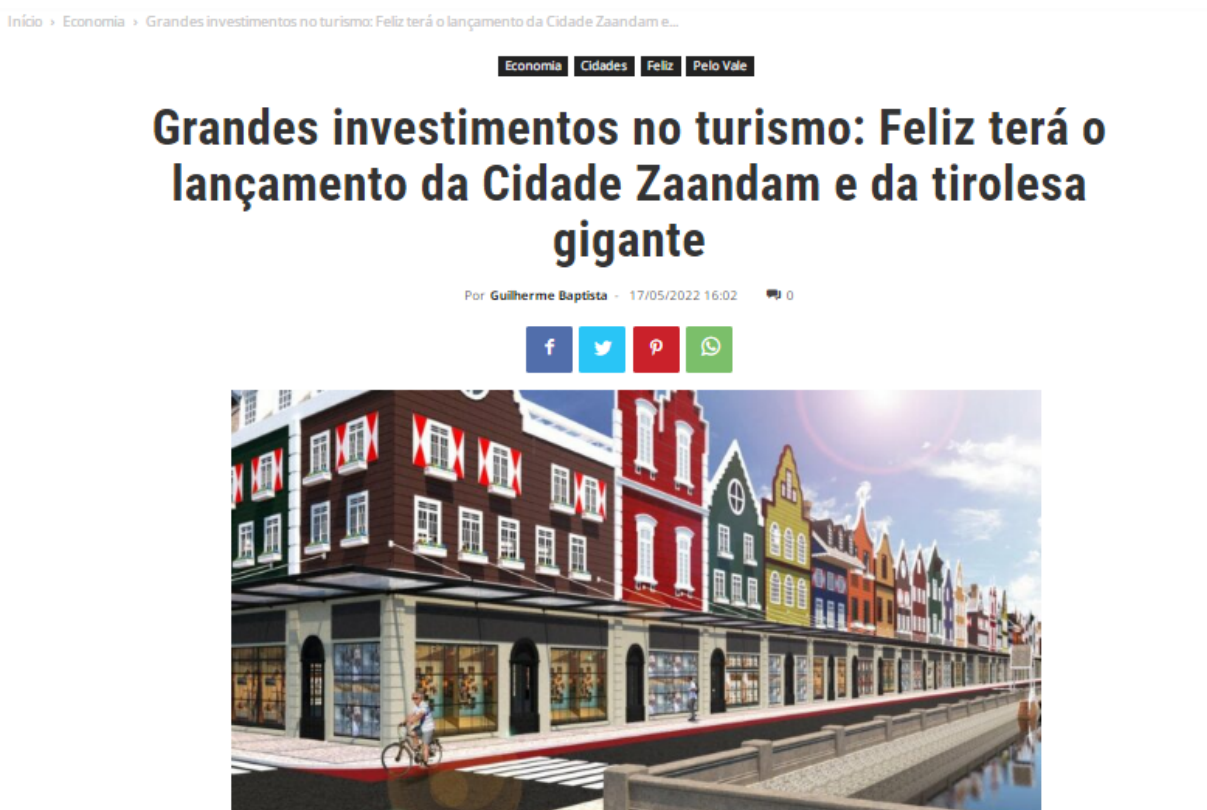 Início › Economia › Grandes investimentos no turismo: Feliz terá o lançamento da Cidade Zaandam e...
Economia Cidades Feliz Pelo Vale
Grandes investimentos no turismo: Feliz terá o
lançamento da Cidade Zaandam e da tirolesa
gigante
Por Guilherme Baptista - 17/05/2022 16:02 0